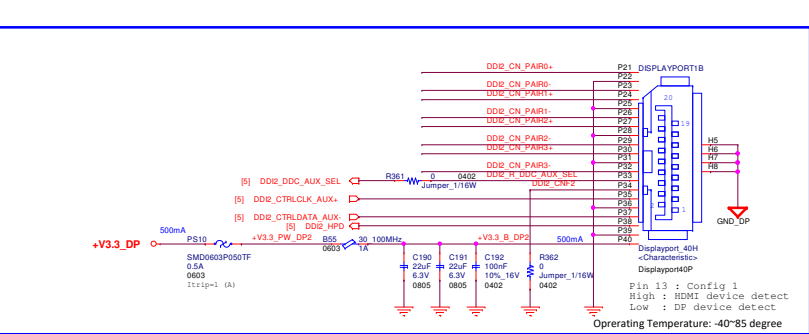 DDI2_CN_PAIR0+
P21
DISPLAYPORT1B
P22
DDI2_CN_PAIR0-
P23
DDI2_CN_PAIR1+
P24
P25
20
DDI2_CN_PAIR1-
P26
DDI2_CN_PAIR2+
P27
19
P28
DDI2_CN_PAIR2-
P29
H5
DDI2_CN_PAIR3+
P30
H6
P31
H7
DDI2_CN_PAIR3-
P32
H8
[5] DDI2_DDC_AUX_SEL
R361
0
0402
DDI2_R_DDC_AUX_SEL
P33
Jumper_1/16W
DDI2_CNF2
P34
[5] DDI2_CTRLCLK_AUX+
P35
P36
2
1
[5] DDI2_CTRLDATA_AUX-
P37
[5] DDI2_HPD
P38
GND_DP
P39
+V3.3_DP
500mA
PS10
+V3.3_PW_DP2
B55
30_100MHz
+V3.3_B_DP2
500mA
P40
0603
1A
SMD0603P050TF
0.5A
0603
Itrip=1 (A)
C190
22uF
6.3V
0805
C191
22uF
6.3V
0805
C192
100nF
10%_16V
0402
R362
0
Jumper_1/16W
0402
Displayport_40H
<Characteristic>
Displayport40P
Pin 13 : Config 1
High : HDMI device detect
Low : DP device detect
Oprerating Temperature: -40~85 degree